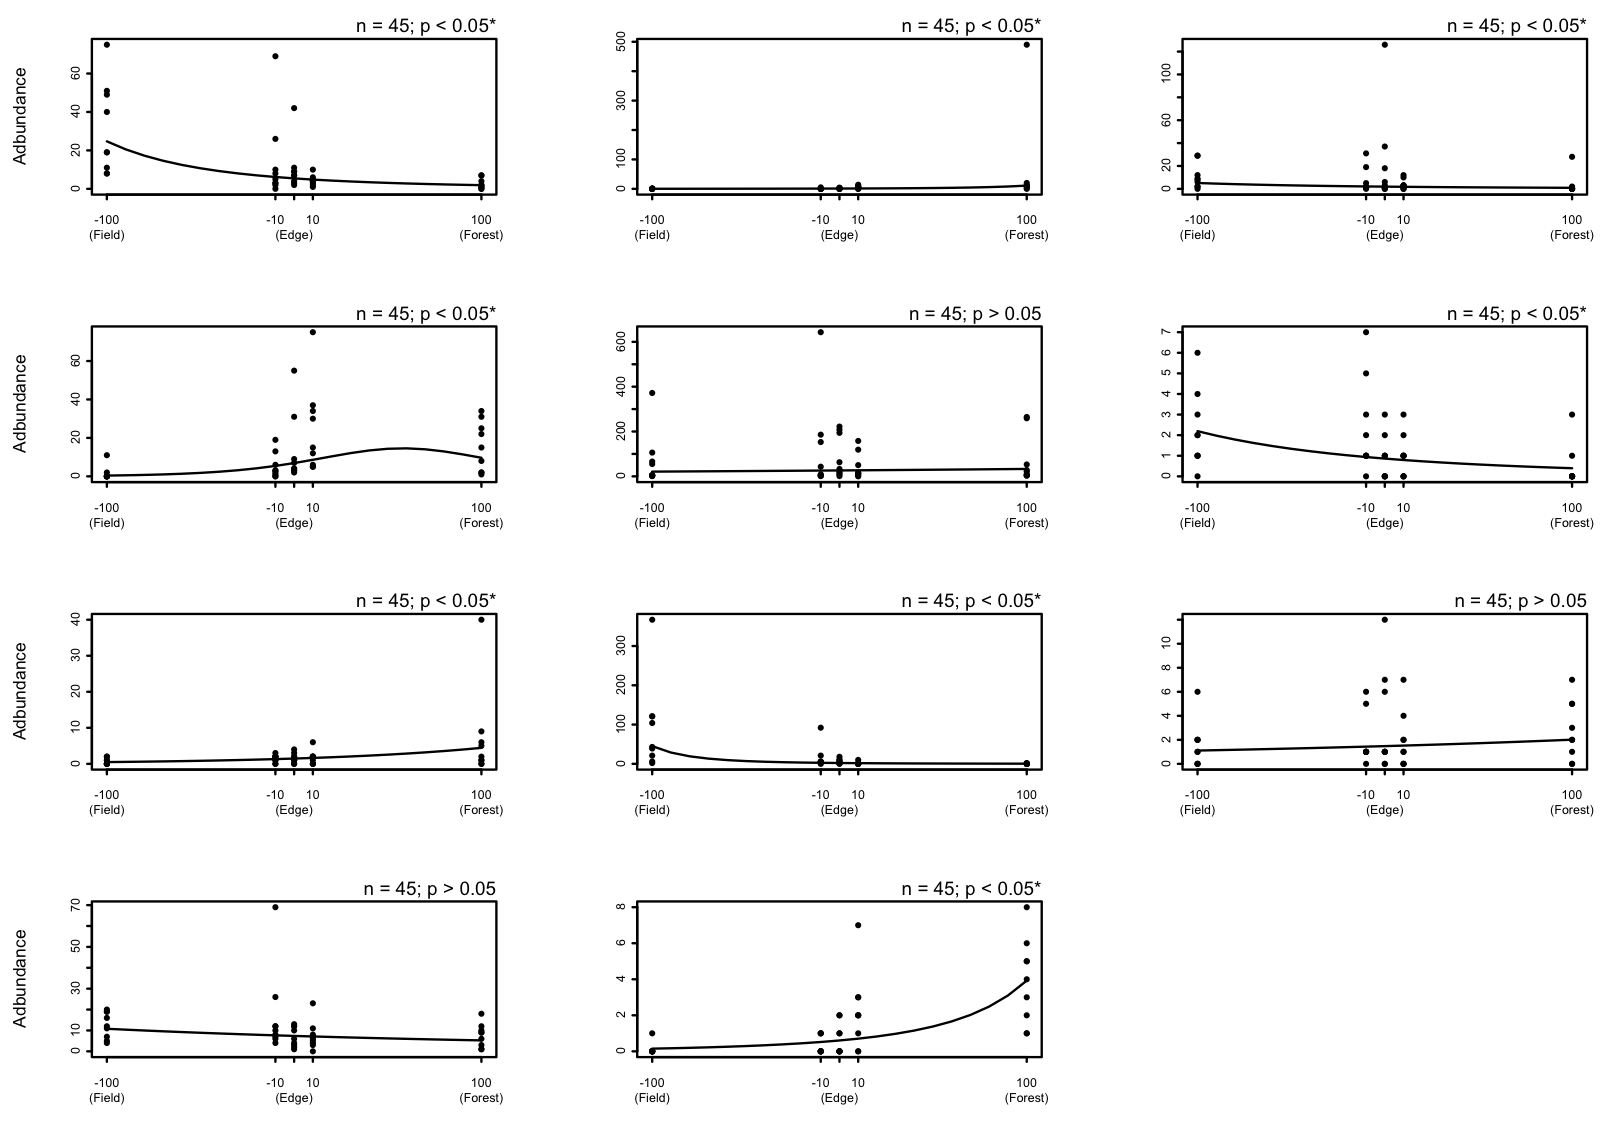 n = 45; p < 0.05* n = 45; p < 0.05* n = 45; p < 0.05*
Adbundance
0 20 40 60
0 100 300 500
0 20 60 100
-100 -10 10 100 -100 -10 10 100 -100 -10 10 100
(Field) (Edge) (Forest) (Field) (Edge) (Forest) (Field) (Edge) (Forest)
n = 45; p < 0.05* n = 45; p > 0.05 n = 45; p < 0.05*
Adbundance
0 20 40 60
0 200 400 600
0 1 2 3 4 5 6 7
-100 -10 10 100 -100 -10 10 100 -100 -10 10 100
(Field) (Edge) (Forest) (Field) (Edge) (Forest) (Field) (Edge) (Forest)
n = 45; p < 0.05* n = 45; p < 0.05* n = 45; p > 0.05
Adbundance
0 10 20 30 40
0 100 200 300
0 2 4 6 8 10
-100 -10 10 100 -100 -10 10 100 -100 -10 10 100
(Field) (Edge) (Forest) (Field) (Edge) (Forest) (Field) (Edge) (Forest)
n = 45; p > 0.05 n = 45; p < 0.05*
Adbundance
0 10 30 50 70
0 2 4 6 8
-100 -10 10 100 -100 -10 10 100
(Field) (Edge) (Forest) (Field) (Edge) (Forest)